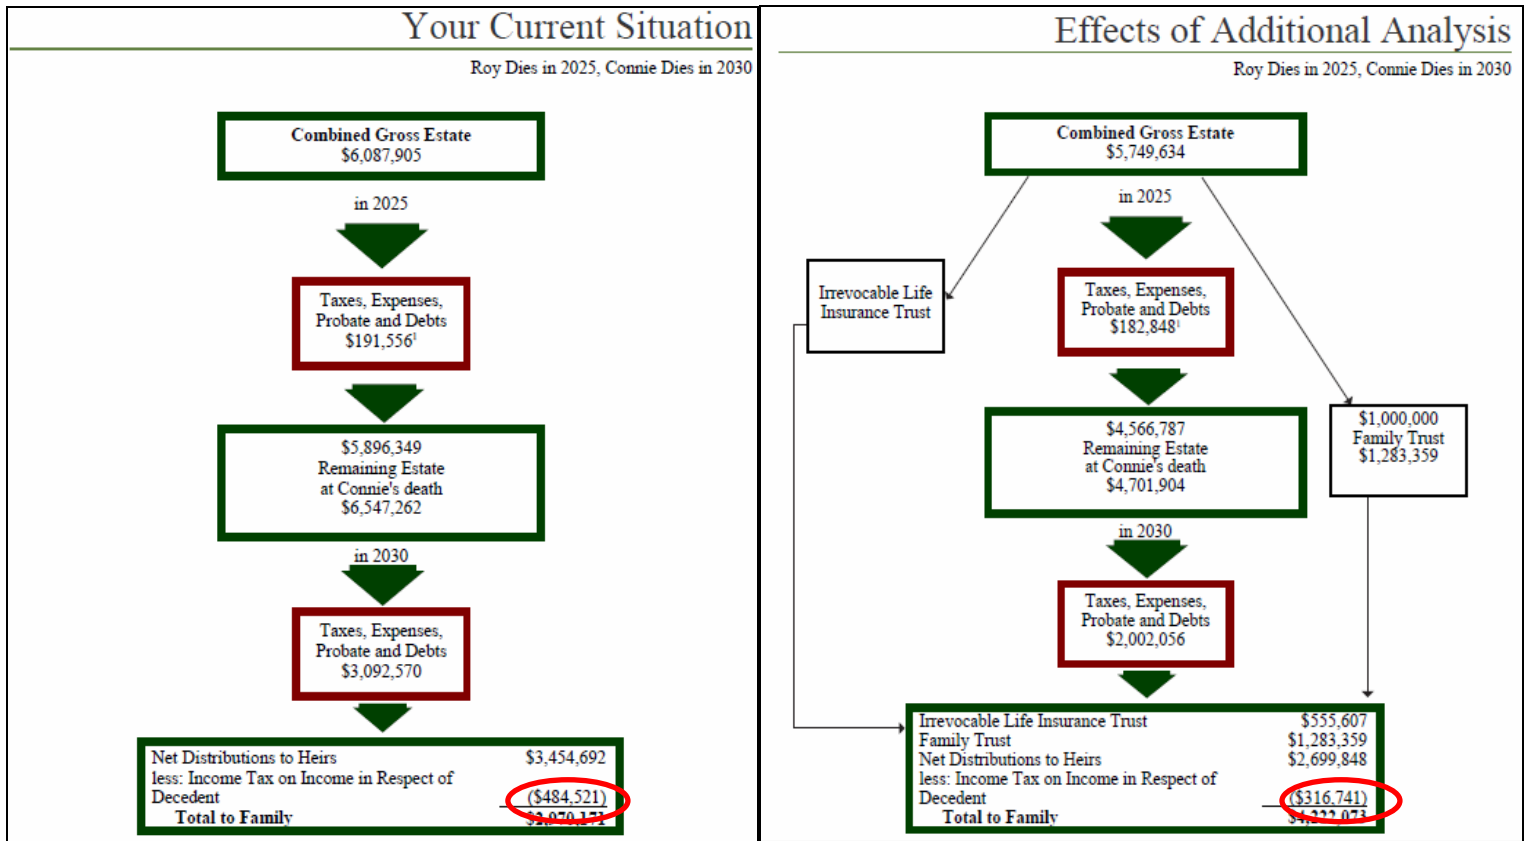 Your Current Situation
Roy Dies in 2025, Connie Dies in 2030
Combined Gross Estate
$6,087,905
in 2025
Taxes, Expenses,
Probate and Debts
$191,556¹
$5,896,349
Remaining Estate
at Connie's death
$6,547,262
in 2030
Taxes, Expenses,
Probate and Debts
$3,092,570
Net Distributions to Heirs $3,454,692
less: Income Tax on Income in Respect of
Decedent ($484,521)
Total to Family $2,970,171
Effects of Additional Analysis
Roy Dies in 2025, Connie Dies in 2030
Combined Gross Estate
$5,749,634
in 2025
Irrevocable Life
Insurance Trust
Taxes, Expenses,
Probate and Debts
$182,848¹
$4,566,787
Remaining Estate
at Connie's death
$4,701,904
$1,000,000
Family Trust
$1,283,359
in 2030
Taxes, Expenses,
Probate and Debts
$2,002,056
Irrevocable Life Insurance Trust $555,607
Family Trust $1,283,359
Net Distributions to Heirs $2,699,848
less: Income Tax on Income in Respect of
Decedent ($316,741)
Total to Family $4,222,073